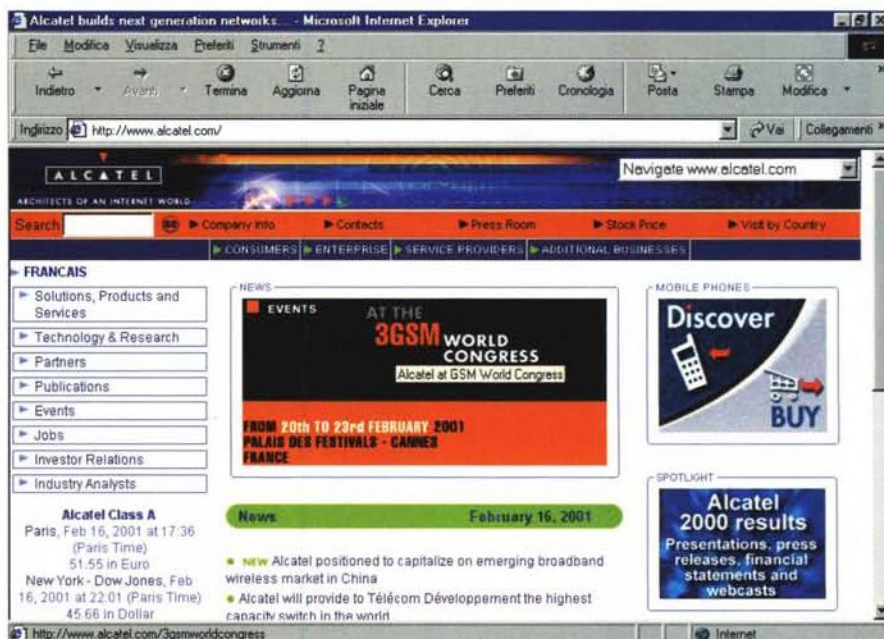 Alcatel builds next generation networks... - Microsoft Internet Explorer
File Modifica Visualizza Preferiti Strumenti ?
Indietro Avanti Termina Aggiorna Pagina iniziale Cerca Preferiti Cronologia Posta Stampa Modifica
Indirizzo http://www.alcatel.com/ Vai Collegamenti
ALCATEL
ARCHITECTS OF AN INTERNET WORLD
Navigate www.alcatel.com
Search GO Company Info Contacts Press Room Stock Price Visit by Country
CONSUMERS ENTERPRISE SERVICE PROVIDERS ADDITIONAL BUSINESSES
FRANCAIS
Solutions, Products and
Services
Technology & Research
Partners
Publications
Events
Jobs
Investor Relations
Industry Analysts
Alcatel Class A
Paris, Feb 16, 2001 at 17:36
(Paris Time)
51.55 in Euro
New York - Dow Jones, Feb
16, 2001 at 22:01 (Paris Time)
45.66 in Dollar
NEWS
EVENTS
AT THE
3GSM WORLD
CONGRESS
Alcatel at GSM World Congress
FROM 20th TO 23rd FEBRUARY 2001
PALAIS DES FESTIVALS - CANNES
FRANCE
News February 16, 2001
NEW Alcatel positioned to capitalize on emerging broadband
wireless market in China
Alcatel will provide to Télécom Développement the highest
capacity switch in the world
MOBILE PHONES
Discover
BUY
SPOTLIGHT
Alcatel
2000 results
Presentations, press
releases, financial
statements and
webcasts
http://www.alcatel.com/3gsmworldcongress Internet